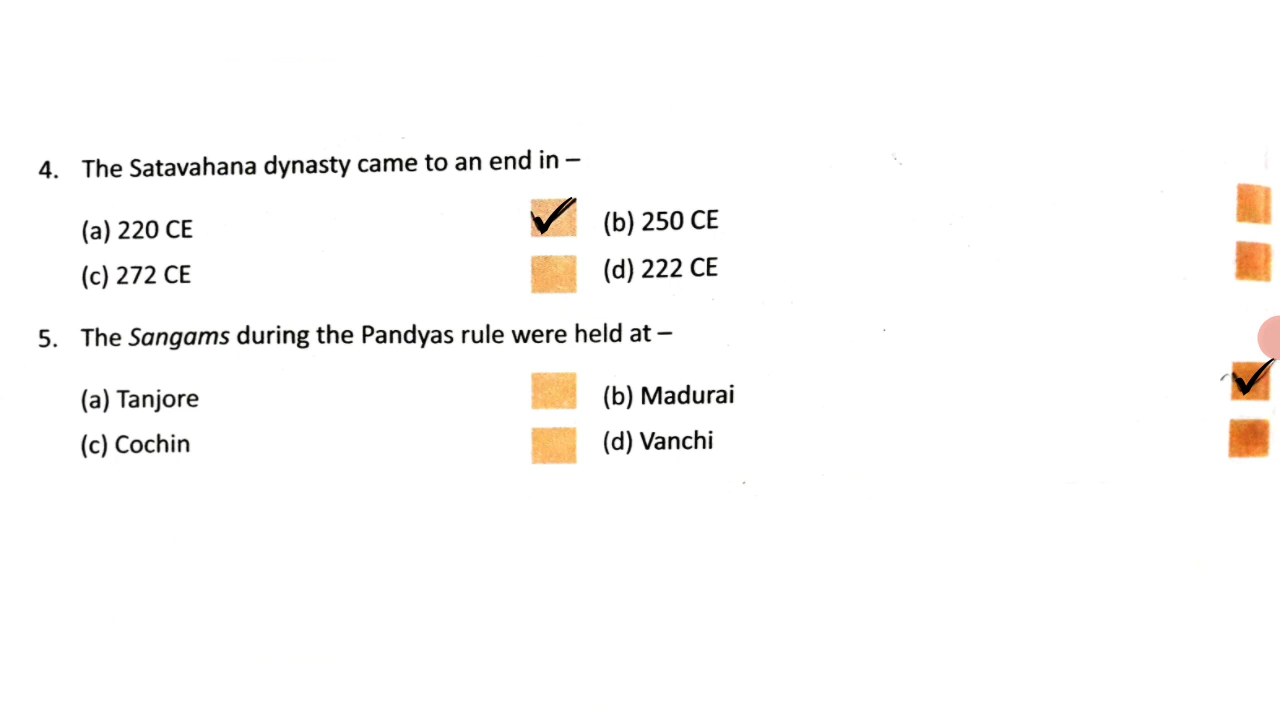 4. The Satavahana dynasty came to an end in –
(a) 220 CE (b) 250 CE
(c) 272 CE (d) 222 CE
5. The Sangams during the Pandyas rule were held at –
(a) Tanjore (b) Madurai
(c) Cochin (d) Vanchi